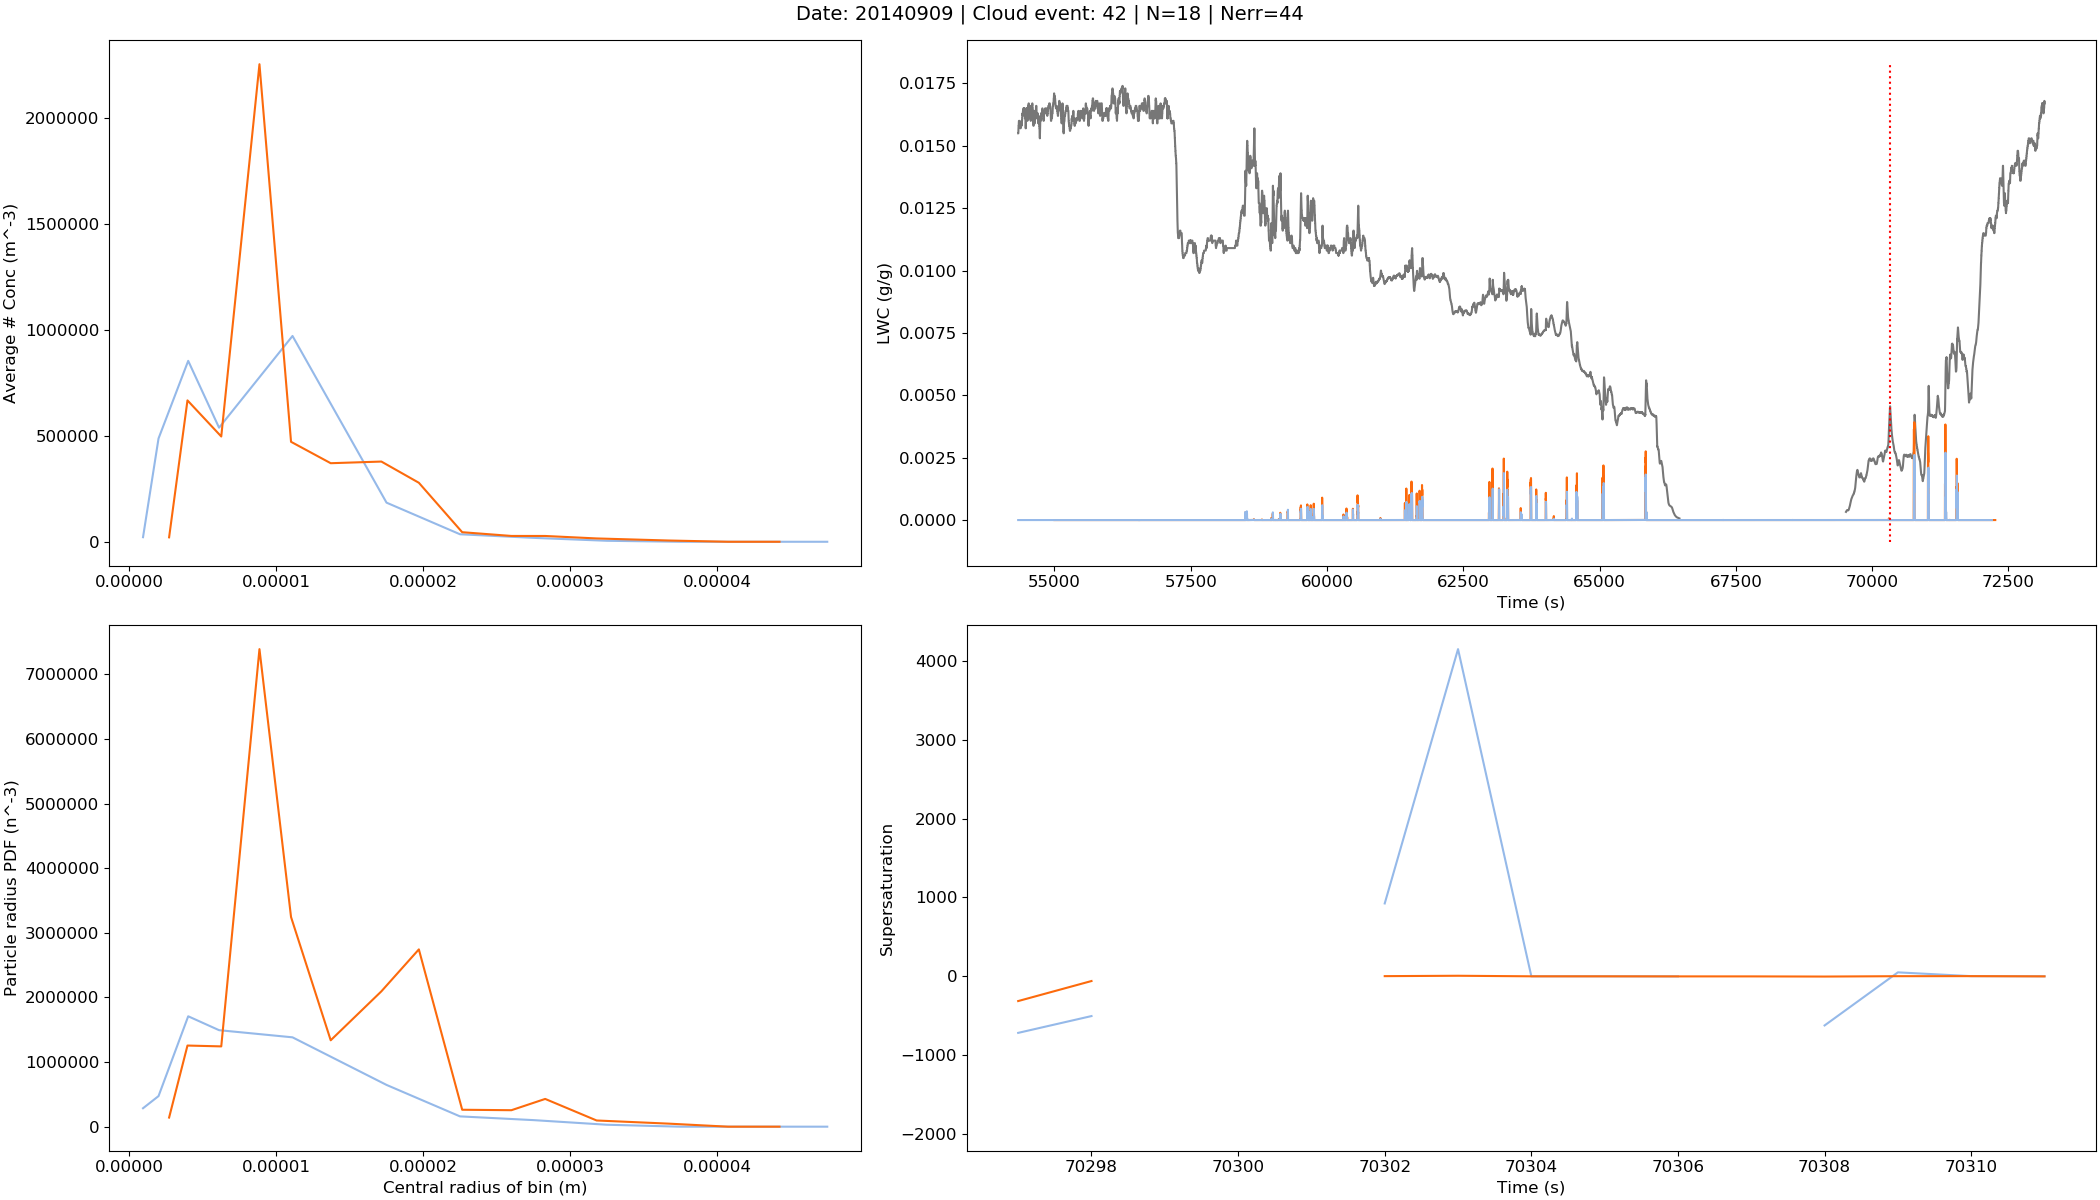 Date: 20140909 | Cloud event: 42 | N=18 | Nerr=44
Average # Conc (m^-3)
2000000
1500000
1000000
500000
0
0.00000 0.00001 0.00002 0.00003 0.00004
LWC (g/g)
0.0175
0.0150
0.0125
0.0100
0.0075
0.0050
0.0025
0.0000
55000 57500 60000 62500 65000 67500 70000 72500
Time (s)
Particle radius PDF (n^-3)
7000000
6000000
5000000
4000000
3000000
2000000
1000000
0
0.00000 0.00001 0.00002 0.00003 0.00004
Central radius of bin (m)
Supersaturation
4000
3000
2000
1000
0
−1000
−2000
70298 70300 70302 70304 70306 70308 70310
Time (s)